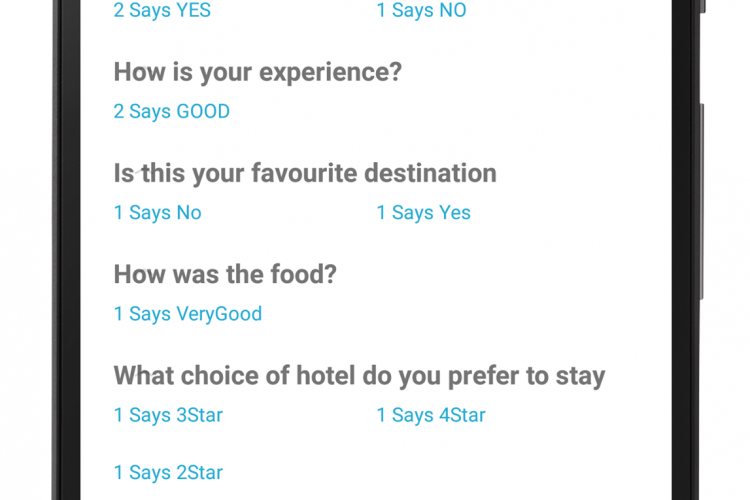 2 Says YES 1 Says NO
How is your experience?
2 Says GOOD
Is this your favourite destination
1 Says No 1 Says Yes
How was the food?
1 Says VeryGood
What choice of hotel do you prefer to stay
1 Says 3Star 1 Says 4Star
1 Says 2Star